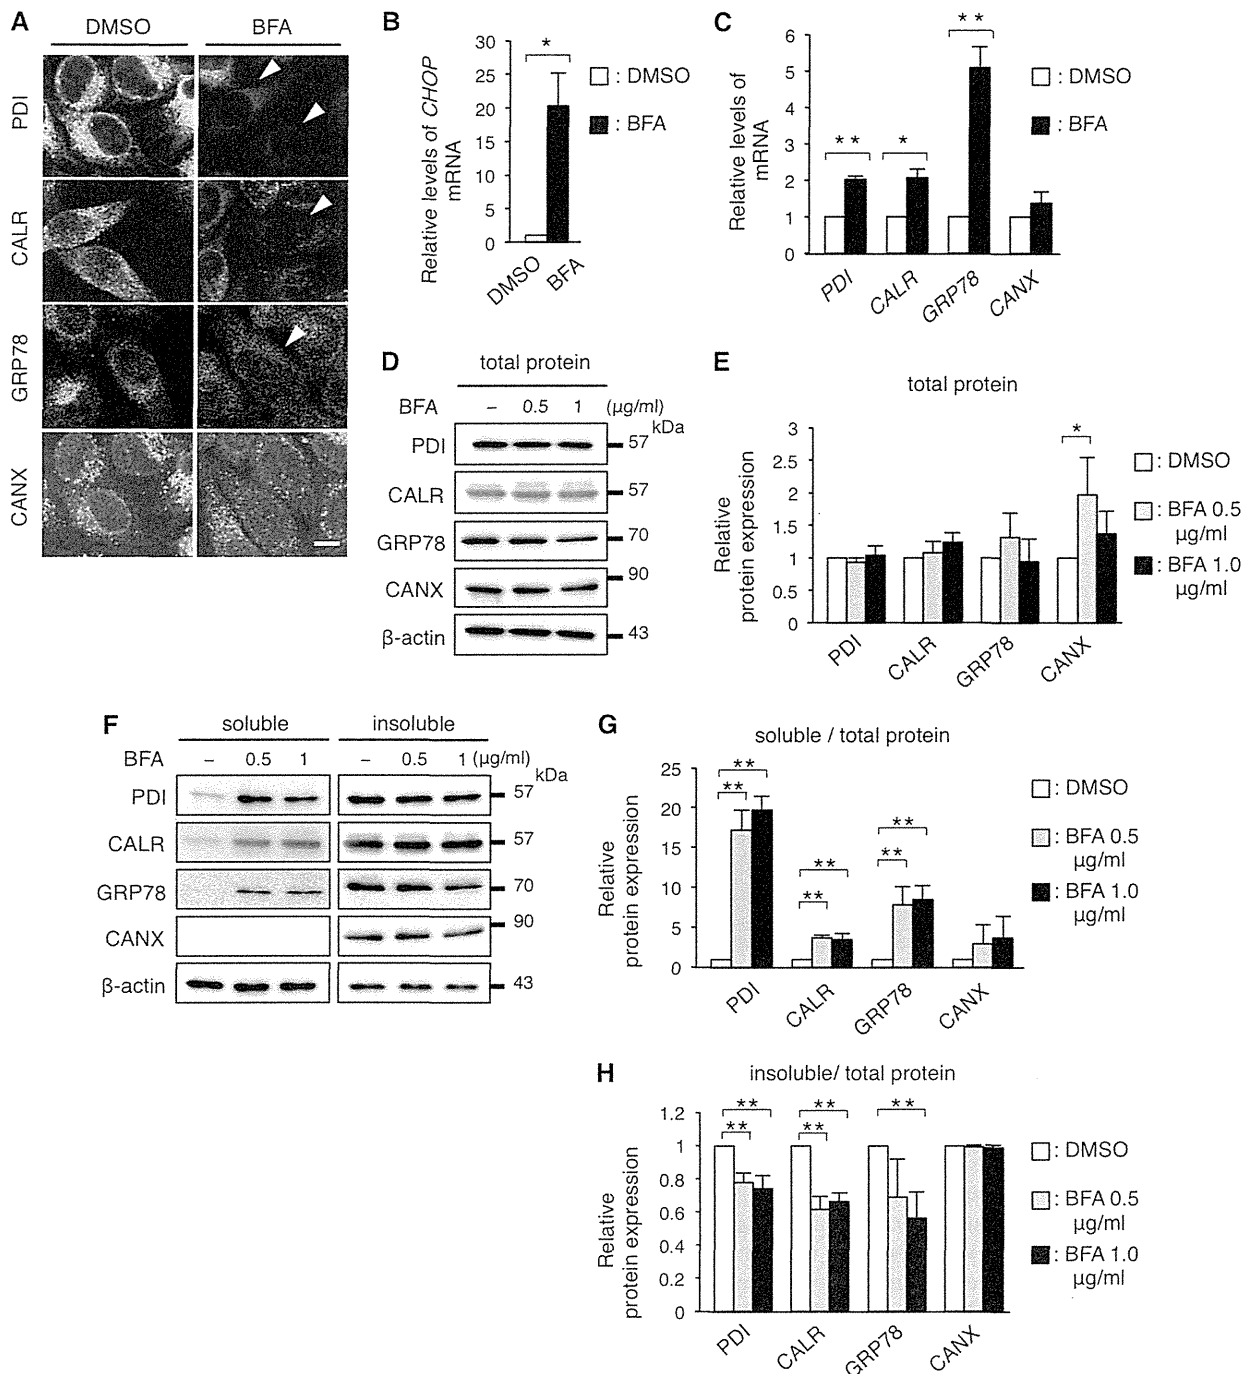 A
DMSO
BFA
PDI
CALR
GRP78
CANX
B
Relative levels of CHOP
mRNA
30
25
20
15
10
5
0
*
DMSO
BFA
: DMSO
: BFA
C
Relative levels of
mRNA
6
5
4
3
2
1
0
**
*
**
PDI
CALR
GRP78
CANX
: DMSO
: BFA
D
total protein
BFA – 0.5 1 (µg/ml)
kDa
PDI 57
CALR 57
GRP78 70
90
CANX
β-actin 43
E
total protein
Relative
protein expression
3
2.5
2
1.5
1
0.5
0
*
PDI
CALR
GRP78
CANX
: DMSO
: BFA 0.5
µg/ml
: BFA 1.0
µg/ml
F
soluble insoluble
BFA – 0.5 1 – 0.5 1 (µg/ml)
kDa
PDI 57
CALR 57
GRP78 70
90
CANX
β-actin 43
G
soluble / total protein
Relative
protein expression
25
20
15
10
5
0
**
**
**
**
**
**
PDI
CALR
GRP78
CANX
: DMSO
: BFA 0.5
µg/ml
: BFA 1.0
µg/ml
H
insoluble/ total protein
Relative
protein expression
1.2
1
0.8
0.6
0.4
0.2
0
** ** **
** **
PDI
CALR
GRP78
CANX
: DMSO
: BFA 0.5
µg/ml
: BFA 1.0
µg/ml